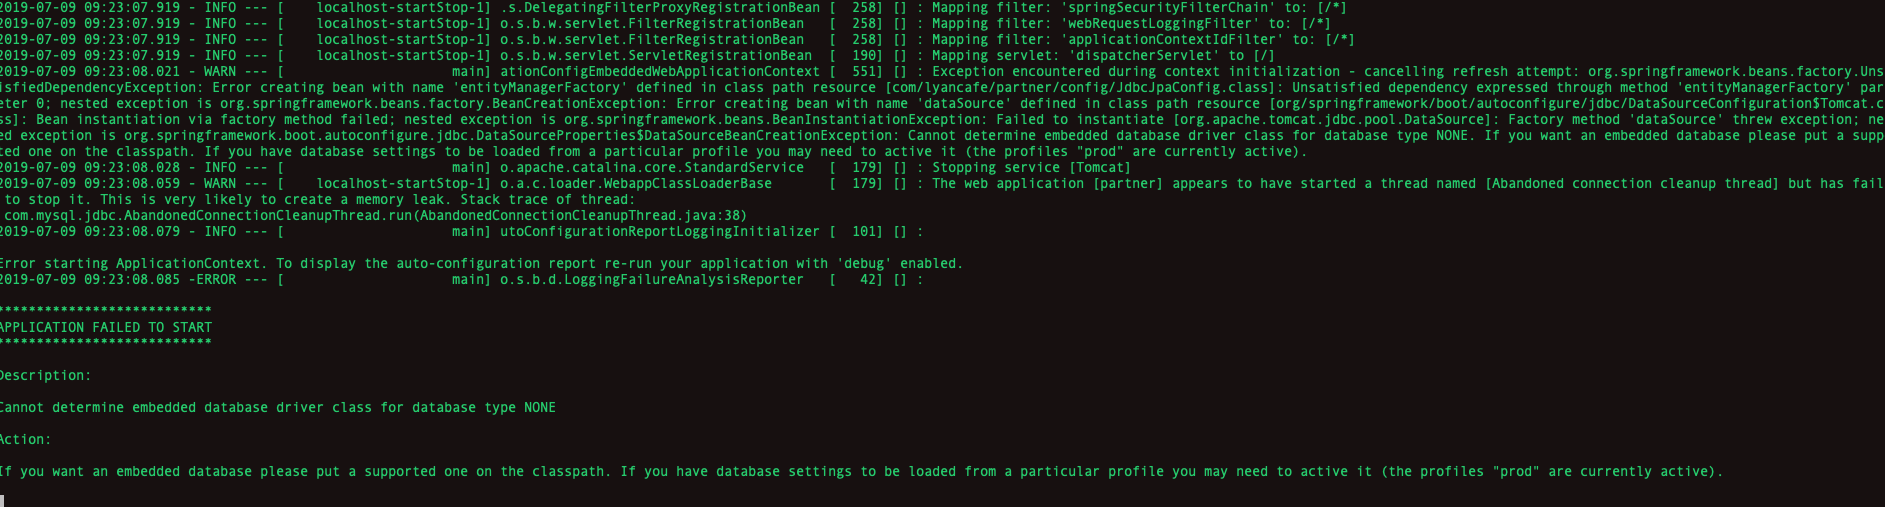 2019-07-09 09:23:07.919 - INFO --- [    localhost-startStop-1] .s.DelegatingFilterProxyRegistrationBean [  258] [] : Mapping filter: 'springSecurityFilterChain' to: [/*]
2019-07-09 09:23:07.919 - INFO --- [    localhost-startStop-1] o.s.b.w.servlet.FilterRegistrationBean   [  258] [] : Mapping filter: 'webRequestLoggingFilter' to: [/*]
2019-07-09 09:23:07.919 - INFO --- [    localhost-startStop-1] o.s.b.w.servlet.FilterRegistrationBean   [  258] [] : Mapping filter: 'applicationContextIdFilter' to: [/*]
2019-07-09 09:23:07.919 - INFO --- [    localhost-startStop-1] o.s.b.w.servlet.ServletRegistrationBean  [  190] [] : Mapping servlet: 'dispatcherServlet' to [/]
2019-07-09 09:23:08.021 - WARN --- [                     main] ationConfigEmbeddedWebApplicationContext [  551] [] : Exception encountered during context initialization - cancelling refresh attempt: org.springframework.beans.factory.Uns
isfiedDependencyException: Error creating bean with name 'entityManagerFactory' defined in class path resource [com/lyancafe/partner/config/JdbcJpaConfig.class]: Unsatisfied dependency expressed through method 'entityManagerFactory' par
eter 0; nested exception is org.springframework.beans.factory.BeanCreationException: Error creating bean with name 'dataSource' defined in class path resource [org/springframework/boot/autoconfigure/jdbc/DataSourceConfiguration$Tomcat.c
ss]: Bean instantiation via factory method failed; nested exception is org.springframework.beans.BeanInstantiationException: Failed to instantiate [org.apache.tomcat.jdbc.pool.DataSource]: Factory method 'dataSource' threw exception; ne
ed exception is org.springframework.boot.autoconfigure.jdbc.DataSourceProperties$DataSourceBeanCreationException: Cannot determine embedded database driver class for database type NONE. If you want an embedded database please put a supp
ted one on the classpath. If you have database settings to be loaded from a particular profile you may need to active it (the profiles "prod" are currently active).
2019-07-09 09:23:08.028 - INFO --- [                     main] o.apache.catalina.core.StandardService   [  179] [] : Stopping service [Tomcat]
2019-07-09 09:23:08.059 - WARN --- [    localhost-startStop-1] o.a.c.loader.WebappClassLoaderBase       [  179] [] : The web application [partner] appears to have started a thread named [Abandoned connection cleanup thread] but has fail
to stop it. This is very likely to create a memory leak. Stack trace of thread:
com.mysql.jdbc.AbandonedConnectionCleanupThread.run(AbandonedConnectionCleanupThread.java:38)
2019-07-09 09:23:08.079 - INFO --- [                     main] utoConfigurationReportLoggingInitializer [  101] [] :
Error starting ApplicationContext. To display the auto-configuration report re-run your application with 'debug' enabled.
2019-07-09 09:23:08.085 -ERROR --- [                     main] o.s.b.d.LoggingFailureAnalysisReporter   [   42] [] :
***************************
APPLICATION FAILED TO START
***************************
Description:
Cannot determine embedded database driver class for database type NONE
Action:
If you want an embedded database please put a supported one on the classpath. If you have database settings to be loaded from a particular profile you may need to active it (the profiles "prod" are currently active).